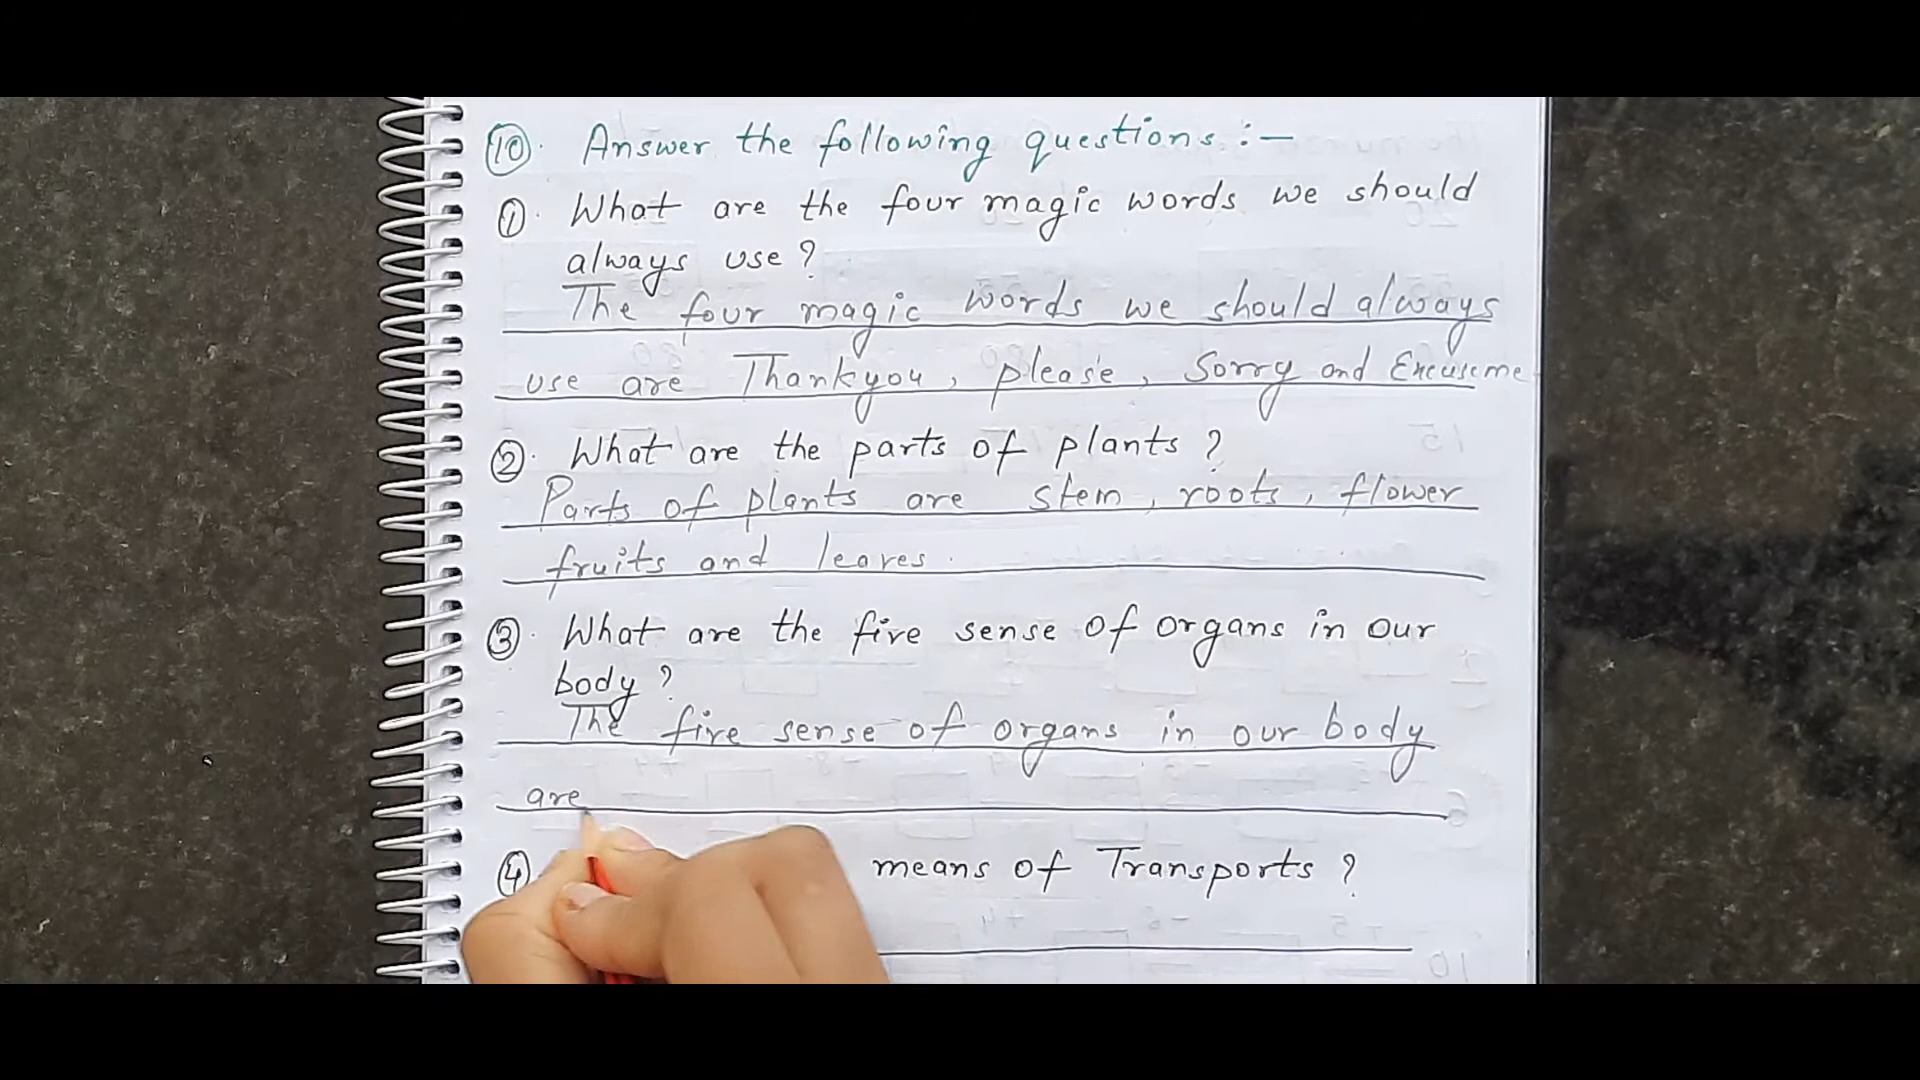 10. Answer the following questions :-
1. What are the four magic words we should
always use ?
The four magic words we should always
use are Thankyou, please, Sorry and Excuseme
2. What are the parts of plants ?
Parts of plants are stem, roots, flower
fruits and leaves.
3. What are the five sense of organs in our
body ?
The five sense of organs in our body
are
4. means of Transports ?